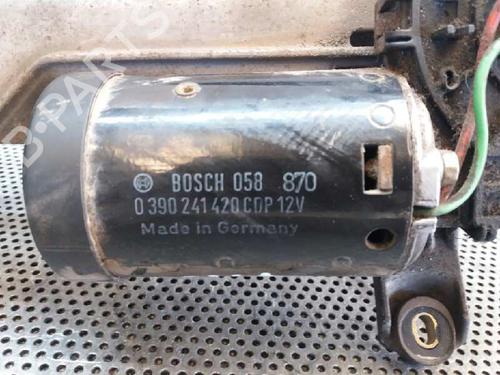 BOSCH 058 870
0 390 241 420 CDP 12V
Made in Germany
B-PARTS